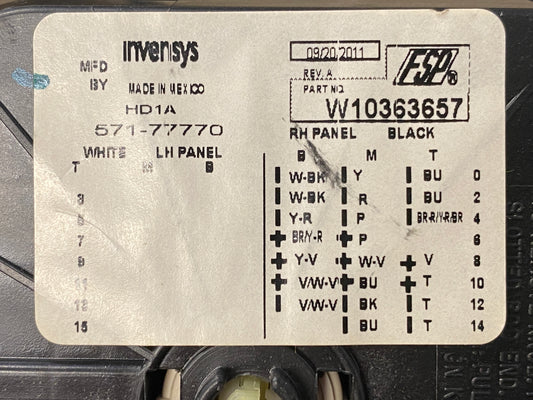 invensys
MFD
BY
MADE IN MEXICO
HD1A
571-77770
WHITE LH PANEL
T M B
3
5
7
9
11
13
15
09/20/2011
REV. A
FSP®
PART NO.
W10363657
RH PANEL BLACK
B M T
W-BK Y BU 0
W-BK R BU 2
Y-R P BR-R/Y-R/BR 4
BR/Y-R P 6
Y-V W-V V 8
V/W-V BU T 10
V/W-V BK T 12
BU T 14